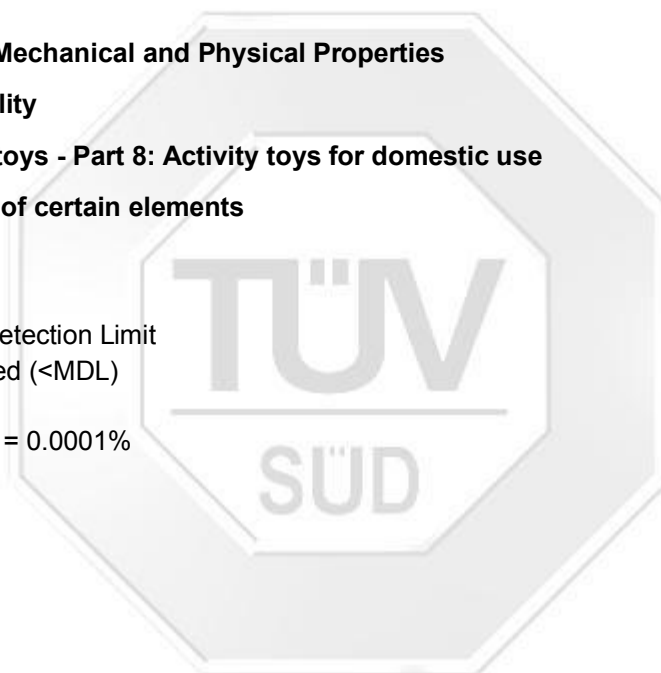 Mechanical and Physical Properties
lity
toys - Part 8: Activity toys for domestic use
of certain elements
etection Limit
ed (<MDL)
= 0.0001%
TÜV
SÜD